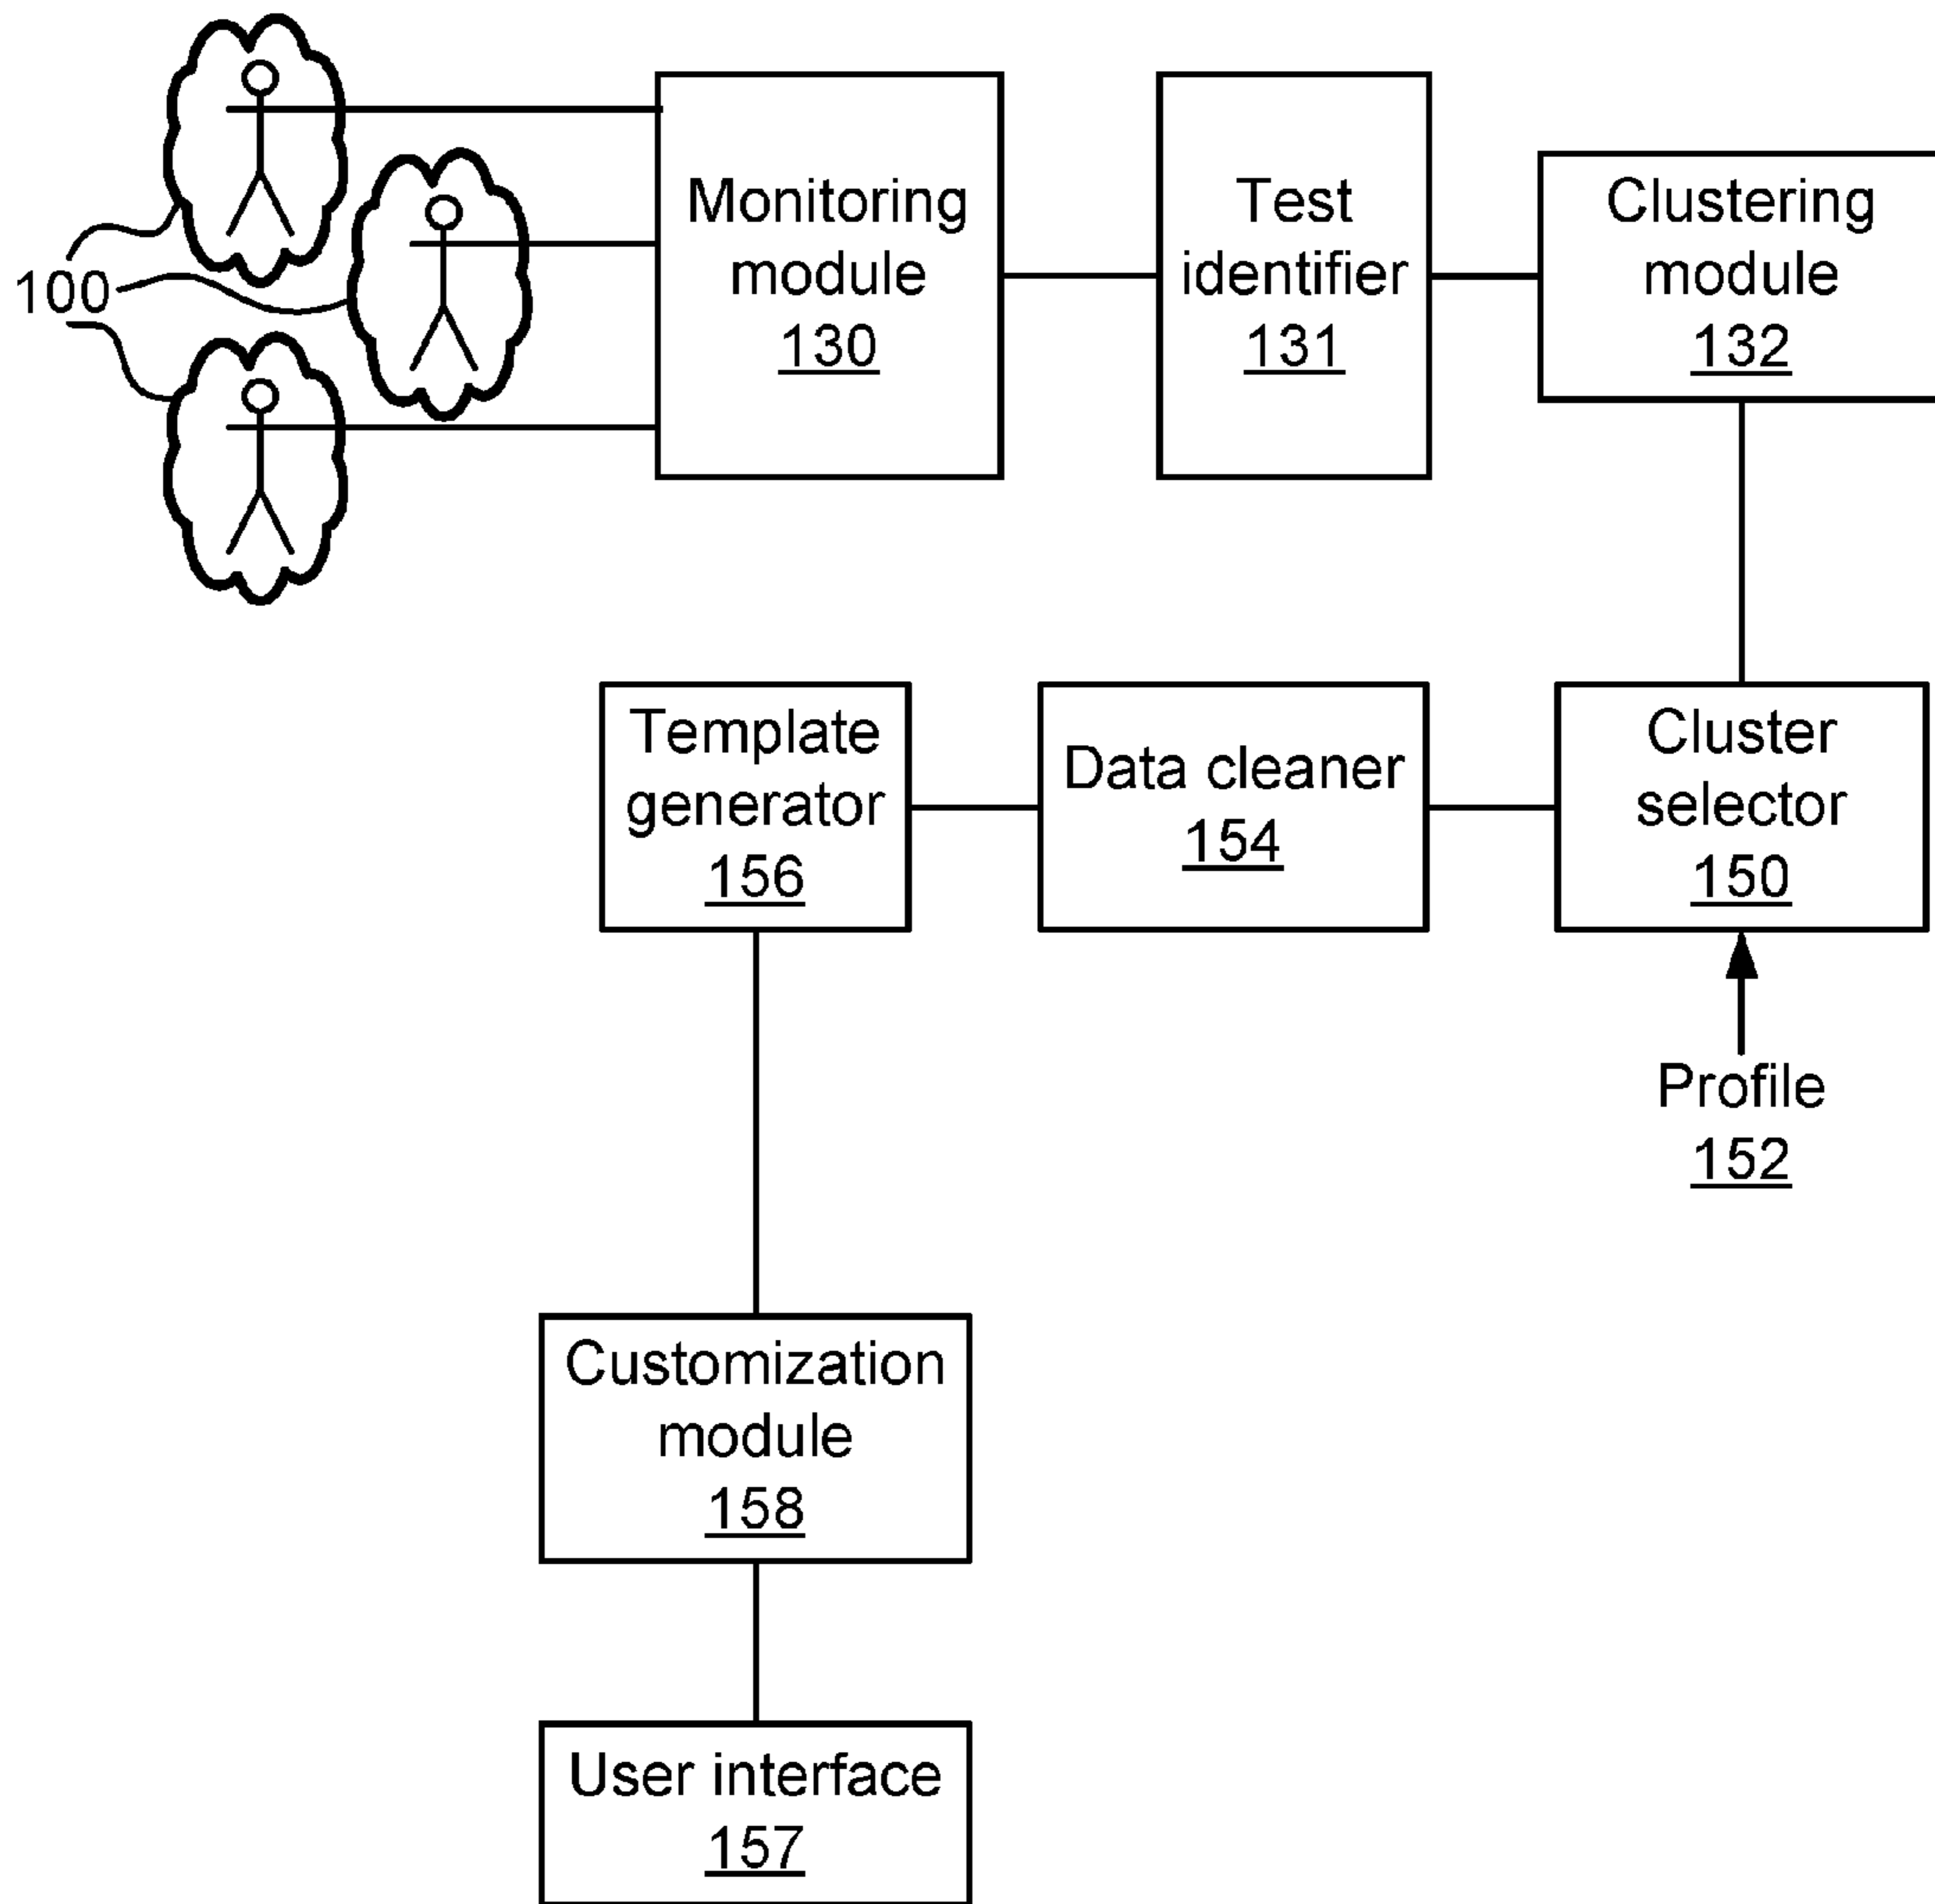 100
Monitoring
module
130
Test
identifier
131
Clustering
module
132
Template
generator
156
Data cleaner
154
Cluster
selector
150
Profile
152
Customization
module
158
User interface
157